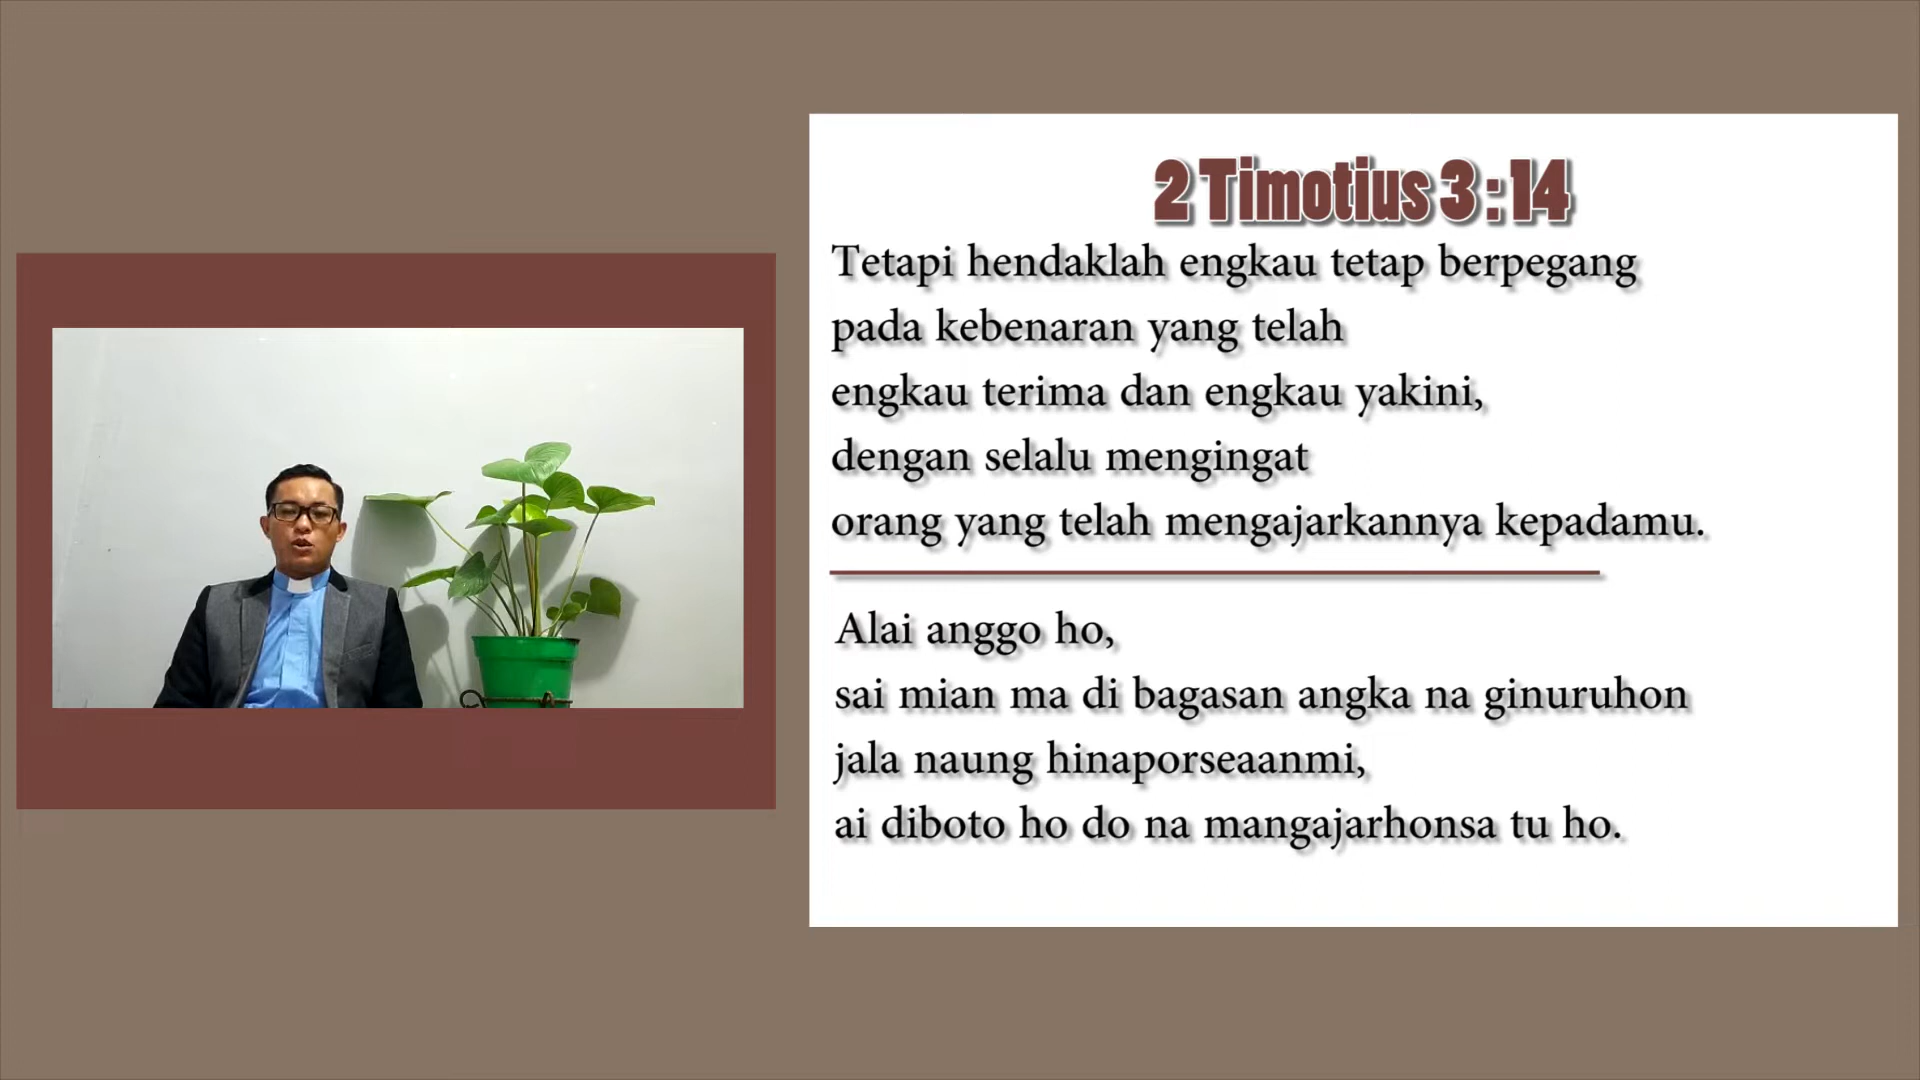 2 Timotius 3 : 14
Tetapi hendaklah engkau tetap berpegang
pada kebenaran yang telah
engkau terima dan engkau yakini,
dengan selalu mengingat
orang yang telah mengajarkannya kepadamu.
Alai anggo ho,
sai mian ma di bagasan angka na ginuruhon
jala naung hinaporseaanmi,
ai diboto ho do na mangajarhonsa tu ho.